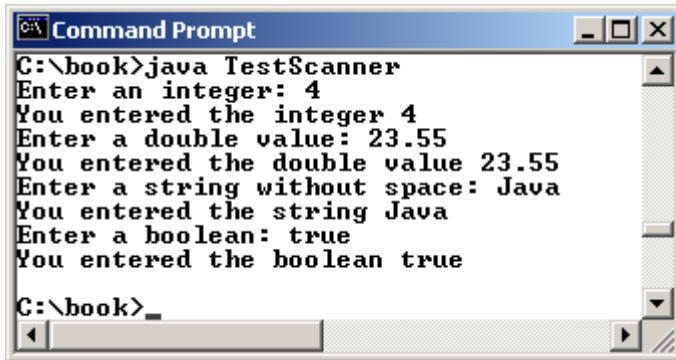 Command Prompt
C:\book>java TestScanner
Enter an integer: 4
You entered the integer 4
Enter a double value: 23.55
You entered the double value 23.55
Enter a string without space: Java
You entered the string Java
Enter a boolean: true
You entered the boolean true
C:\book>_